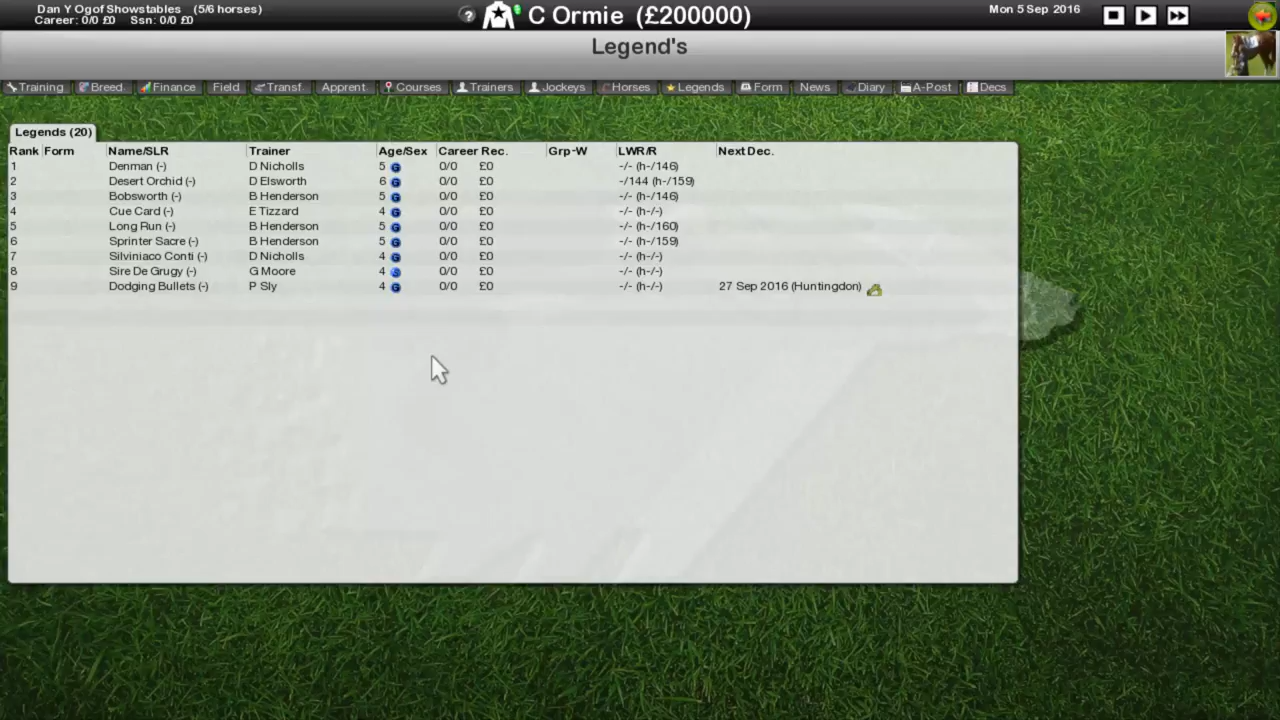 Dan Y Ogof Showstables (5/6 horses)
Career: 0/0 £0 Ssn: 0/0 £0
? C Ormie (£200000)
Mon 5 Sep 2016
Legend's
Training Breed. Finance Field Transf. Apprent. Courses Trainers Jockeys Horses Legends Form News Diary A-Post Decs
Legends (20)
Rank Form Name/SLR Trainer Age/Sex Career Rec. Grp-W LWR/R Next Dec.
1 Denman (-) D Nicholls 5 G 0/0 £0 -/- (h-/146)
2 Desert Orchid (-) D Elsworth 6 G 0/0 £0 -/144 (h-/159)
3 Bobsworth (-) B Henderson 5 G 0/0 £0 -/- (h-/146)
4 Cue Card (-) E Tizzard 4 G 0/0 £0 -/- (h-/-)
5 Long Run (-) B Henderson 5 G 0/0 £0 -/- (h-/160)
6 Sprinter Sacre (-) B Henderson 5 G 0/0 £0 -/- (h-/159)
7 Silviniaco Conti (-) D Nicholls 4 G 0/0 £0 -/- (h-/-)
8 Sire De Grugy (-) G Moore 4 S 0/0 £0 -/- (h-/-)
9 Dodging Bullets (-) P Sly 4 G 0/0 £0 -/- (h-/-) 27 Sep 2016 (Huntingdon)